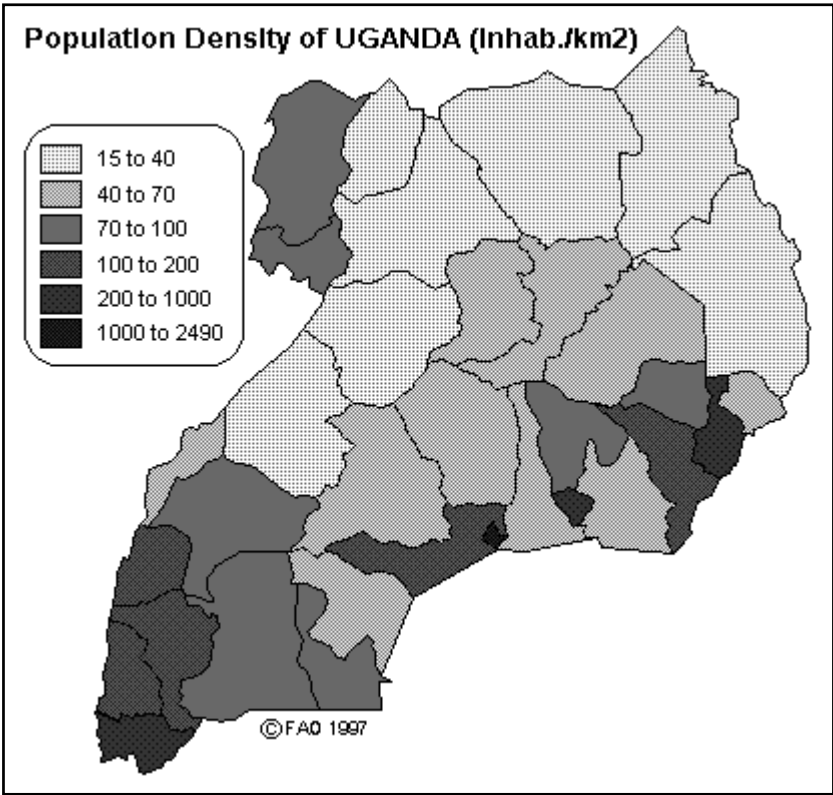 Population Density of UGANDA (Inhab./km2)
15 to 40
40 to 70
70 to 100
100 to 200
200 to 1000
1000 to 2490
©FAO 1997